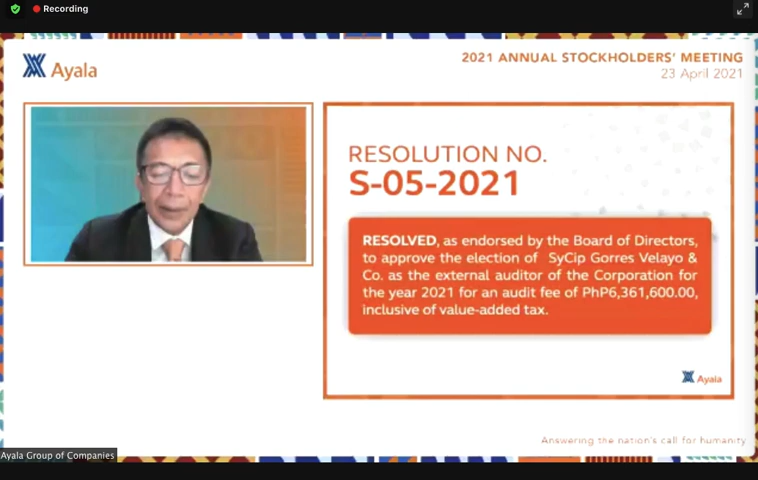 Recording
Ayala
2021 ANNUAL STOCKHOLDERS' MEETING
23 April 2021
RESOLUTION NO.
S-05-2021
RESOLVED, as endorsed by the Board of Directors,
to approve the election of SyCip Gorres Velayo &
Co. as the external auditor of the Corporation for
the year 2021 for an audit fee of PhP6,361,600.00,
inclusive of value-added tax.
Ayala
Answering the nation's call for humanity
Ayala Group of Companies